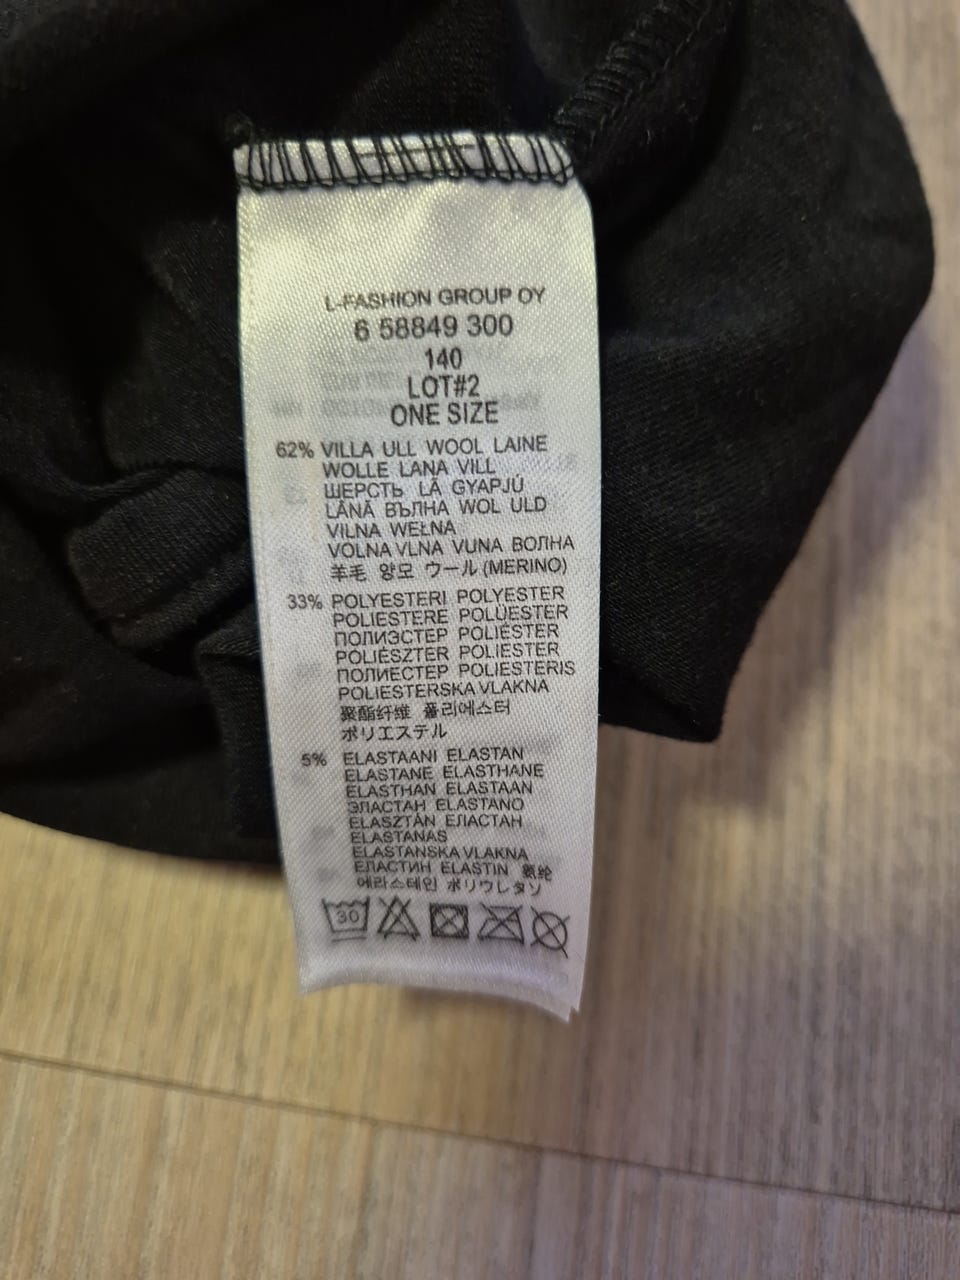 L-FASHION GROUP OY
6 58849 300
140
LOT#2
ONE SIZE
62% VILLA ULL WOOL LAINE
WOLLE LANA VILL
ШЕРСТЬ LÃ GYAPJÚ
LÂNĂ ВЪЛНА WOL ULD
VILNA WEŁNA
VOLNA VLNA VUNA ВОЛНА
羊毛 양모 ウール (MERINO)
33% POLYESTERI POLYESTER
POLIESTERE POLÜESTER
ПОЛИЭСТЕР POLIÉSTER
POLIÉSZTER POLIESTER
ПОЛИЕСТЕР POLIESTERIS
POLIESTERSKA VLAKNA
聚酯纤维 폴리에스터
ポリエステル
5% ELASTAANI ELASTAN
ELASTANE ELASTHANE
ELASTHAN ELASTAAN
ЭЛАСТАН ELASTANO
ELASZTÁN ЕЛАСТАН
ELASTANAS
ELASTANSKA VLAKNA
ЕЛАСТИН ELASTIN 氨纶
에라스테인 ポリウレタン
30